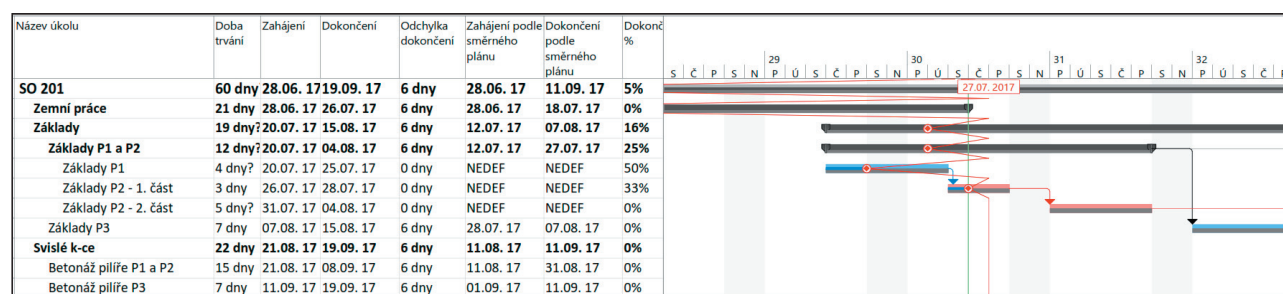 Název úkolu Doba trvání Zahájení Dokončení Odchylka dokončení Zahájení podle směrného plánu Dokončení podle směrného plánu Dokonč %
29 30 31 32
S Č P S N P Ú S Č P S N P Ú S Č P S N P Ú S Č P S N P Ú S Č
27.07. 2017
SO 201 60 dny 28.06. 17 19.09. 17 6 dny 28.06. 17 11.09. 17 5%
Zemní práce 21 dny 28.06. 17 26.07. 17 6 dny 28.06. 17 18.07. 17 0%
Základy 19 dny? 20.07. 17 15.08. 17 6 dny 12.07. 17 07.08. 17 16%
Základy P1 a P2 12 dny? 20.07. 17 04.08. 17 6 dny 12.07. 17 27.07. 17 25%
Základy P1 4 dny? 20.07. 17 25.07. 17 0 dny NEDEF NEDEF 50%
Základy P2 - 1. část 3 dny 26.07. 17 28.07. 17 0 dny NEDEF NEDEF 33%
Základy P2 - 2. část 5 dny? 31.07. 17 04.08. 17 0 dny NEDEF NEDEF 0%
Základy P3 7 dny 07.08. 17 15.08. 17 6 dny 28.07. 17 07.08. 17 0%
Svislé k-ce 22 dny 21.08. 17 19.09. 17 6 dny 11.08. 17 11.09. 17 0%
Betonáž pilíře P1 a P2 15 dny 21.08. 17 08.09. 17 6 dny 11.08. 17 31.08. 17 0%
Betonáž pilíře P3 7 dny 11.09. 17 19.09. 17 6 dny 01.09. 17 11.09. 17 0%